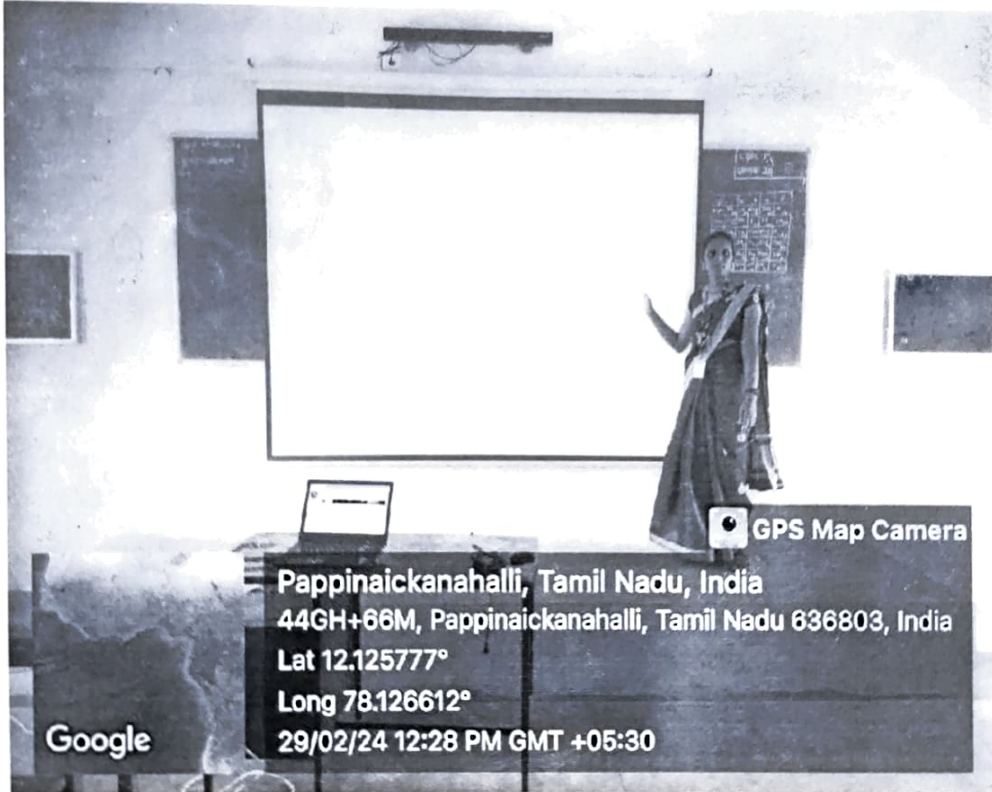 GPS Map Camera
Pappinaickanahalli, Tamil Nadu, India
44GH+66M, Pappinaickanahalli, Tamil Nadu 636803, India
Lat 12.125777°
Long 78.126612°
29/02/24 12:28 PM GMT +05:30
Google